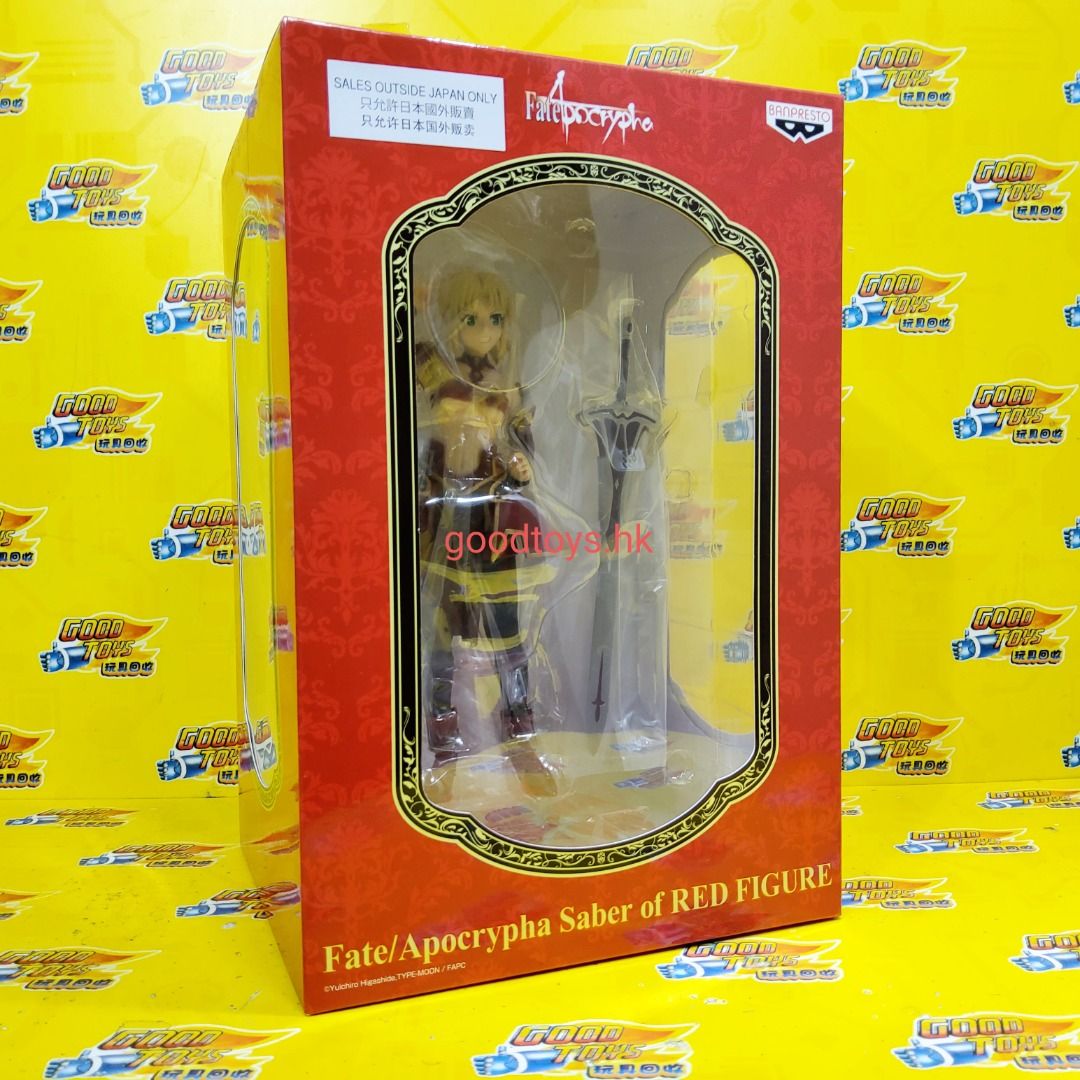 SALES OUTSIDE JAPAN ONLY
只允許日本國外販賣
只允许日本国外贩卖
Fate/Apocrypha
BANPRESTO
goodtoys.hk
Fate/Apocrypha Saber of RED FIGURE
©Yuichiro Higashide,TYPE-MOON / FAPC
GOOD
TOYS
玩具回收